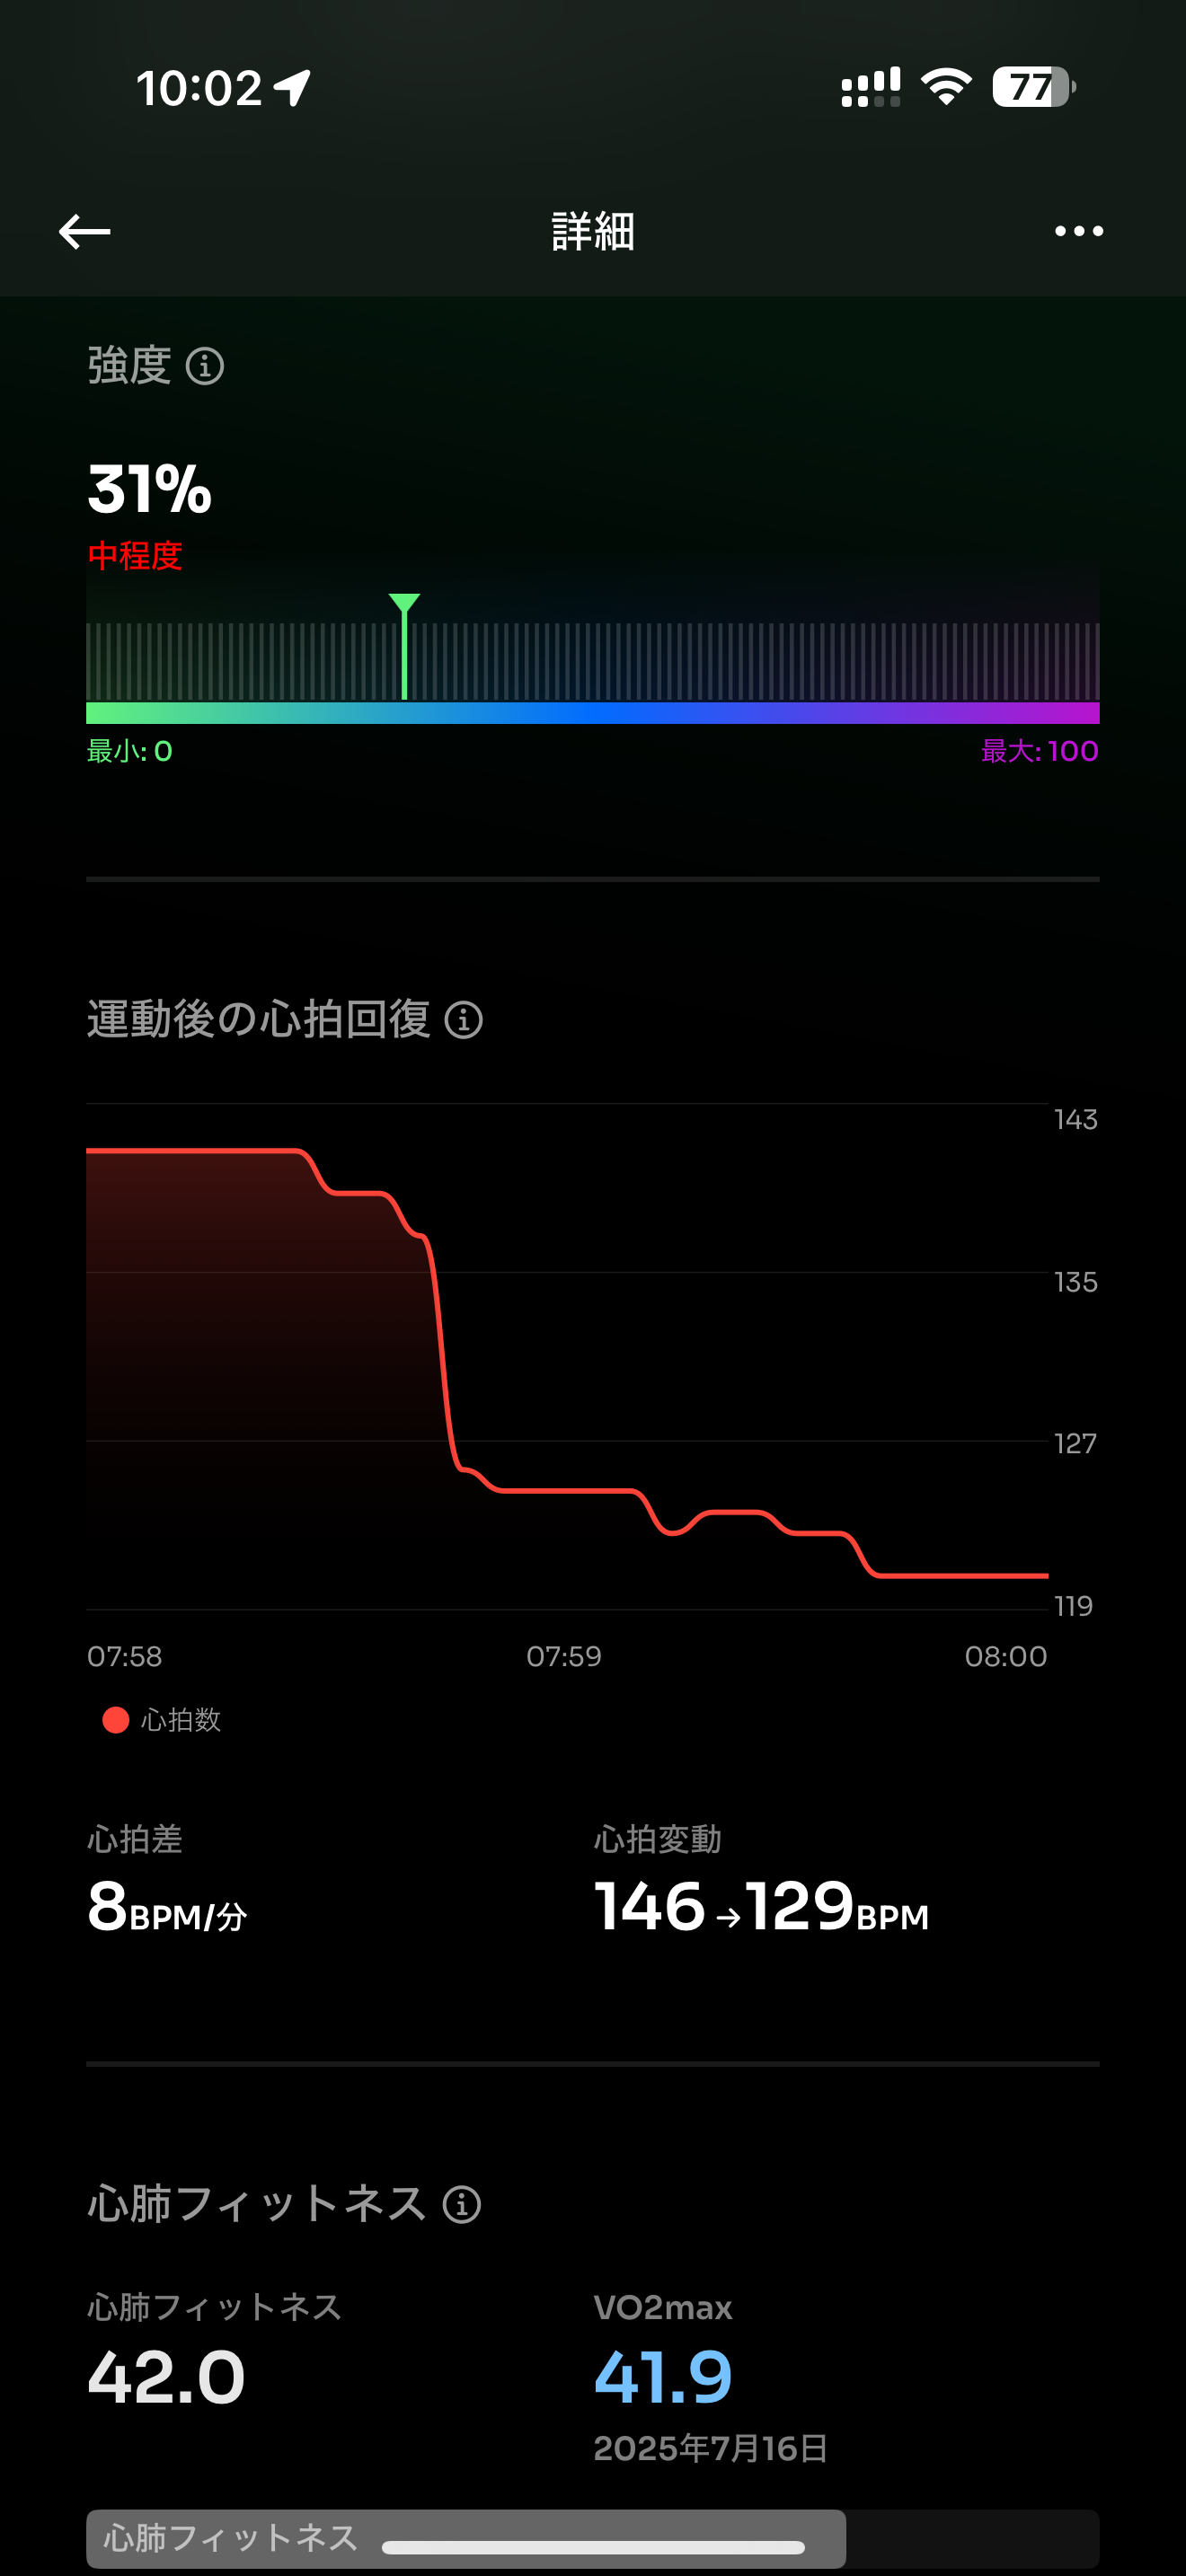 10:02
77
詳細
強度
31%
中程度
最小: 0
最大: 100
運動後の心拍回復
143
135
127
119
07:58
07:59
08:00
心拍数
心拍差
心拍変動
8BPM/分
146→129BPM
心肺フィットネス
心肺フィットネス
VO2max
42.0
41.9
2025年7月16日
心肺フィットネス